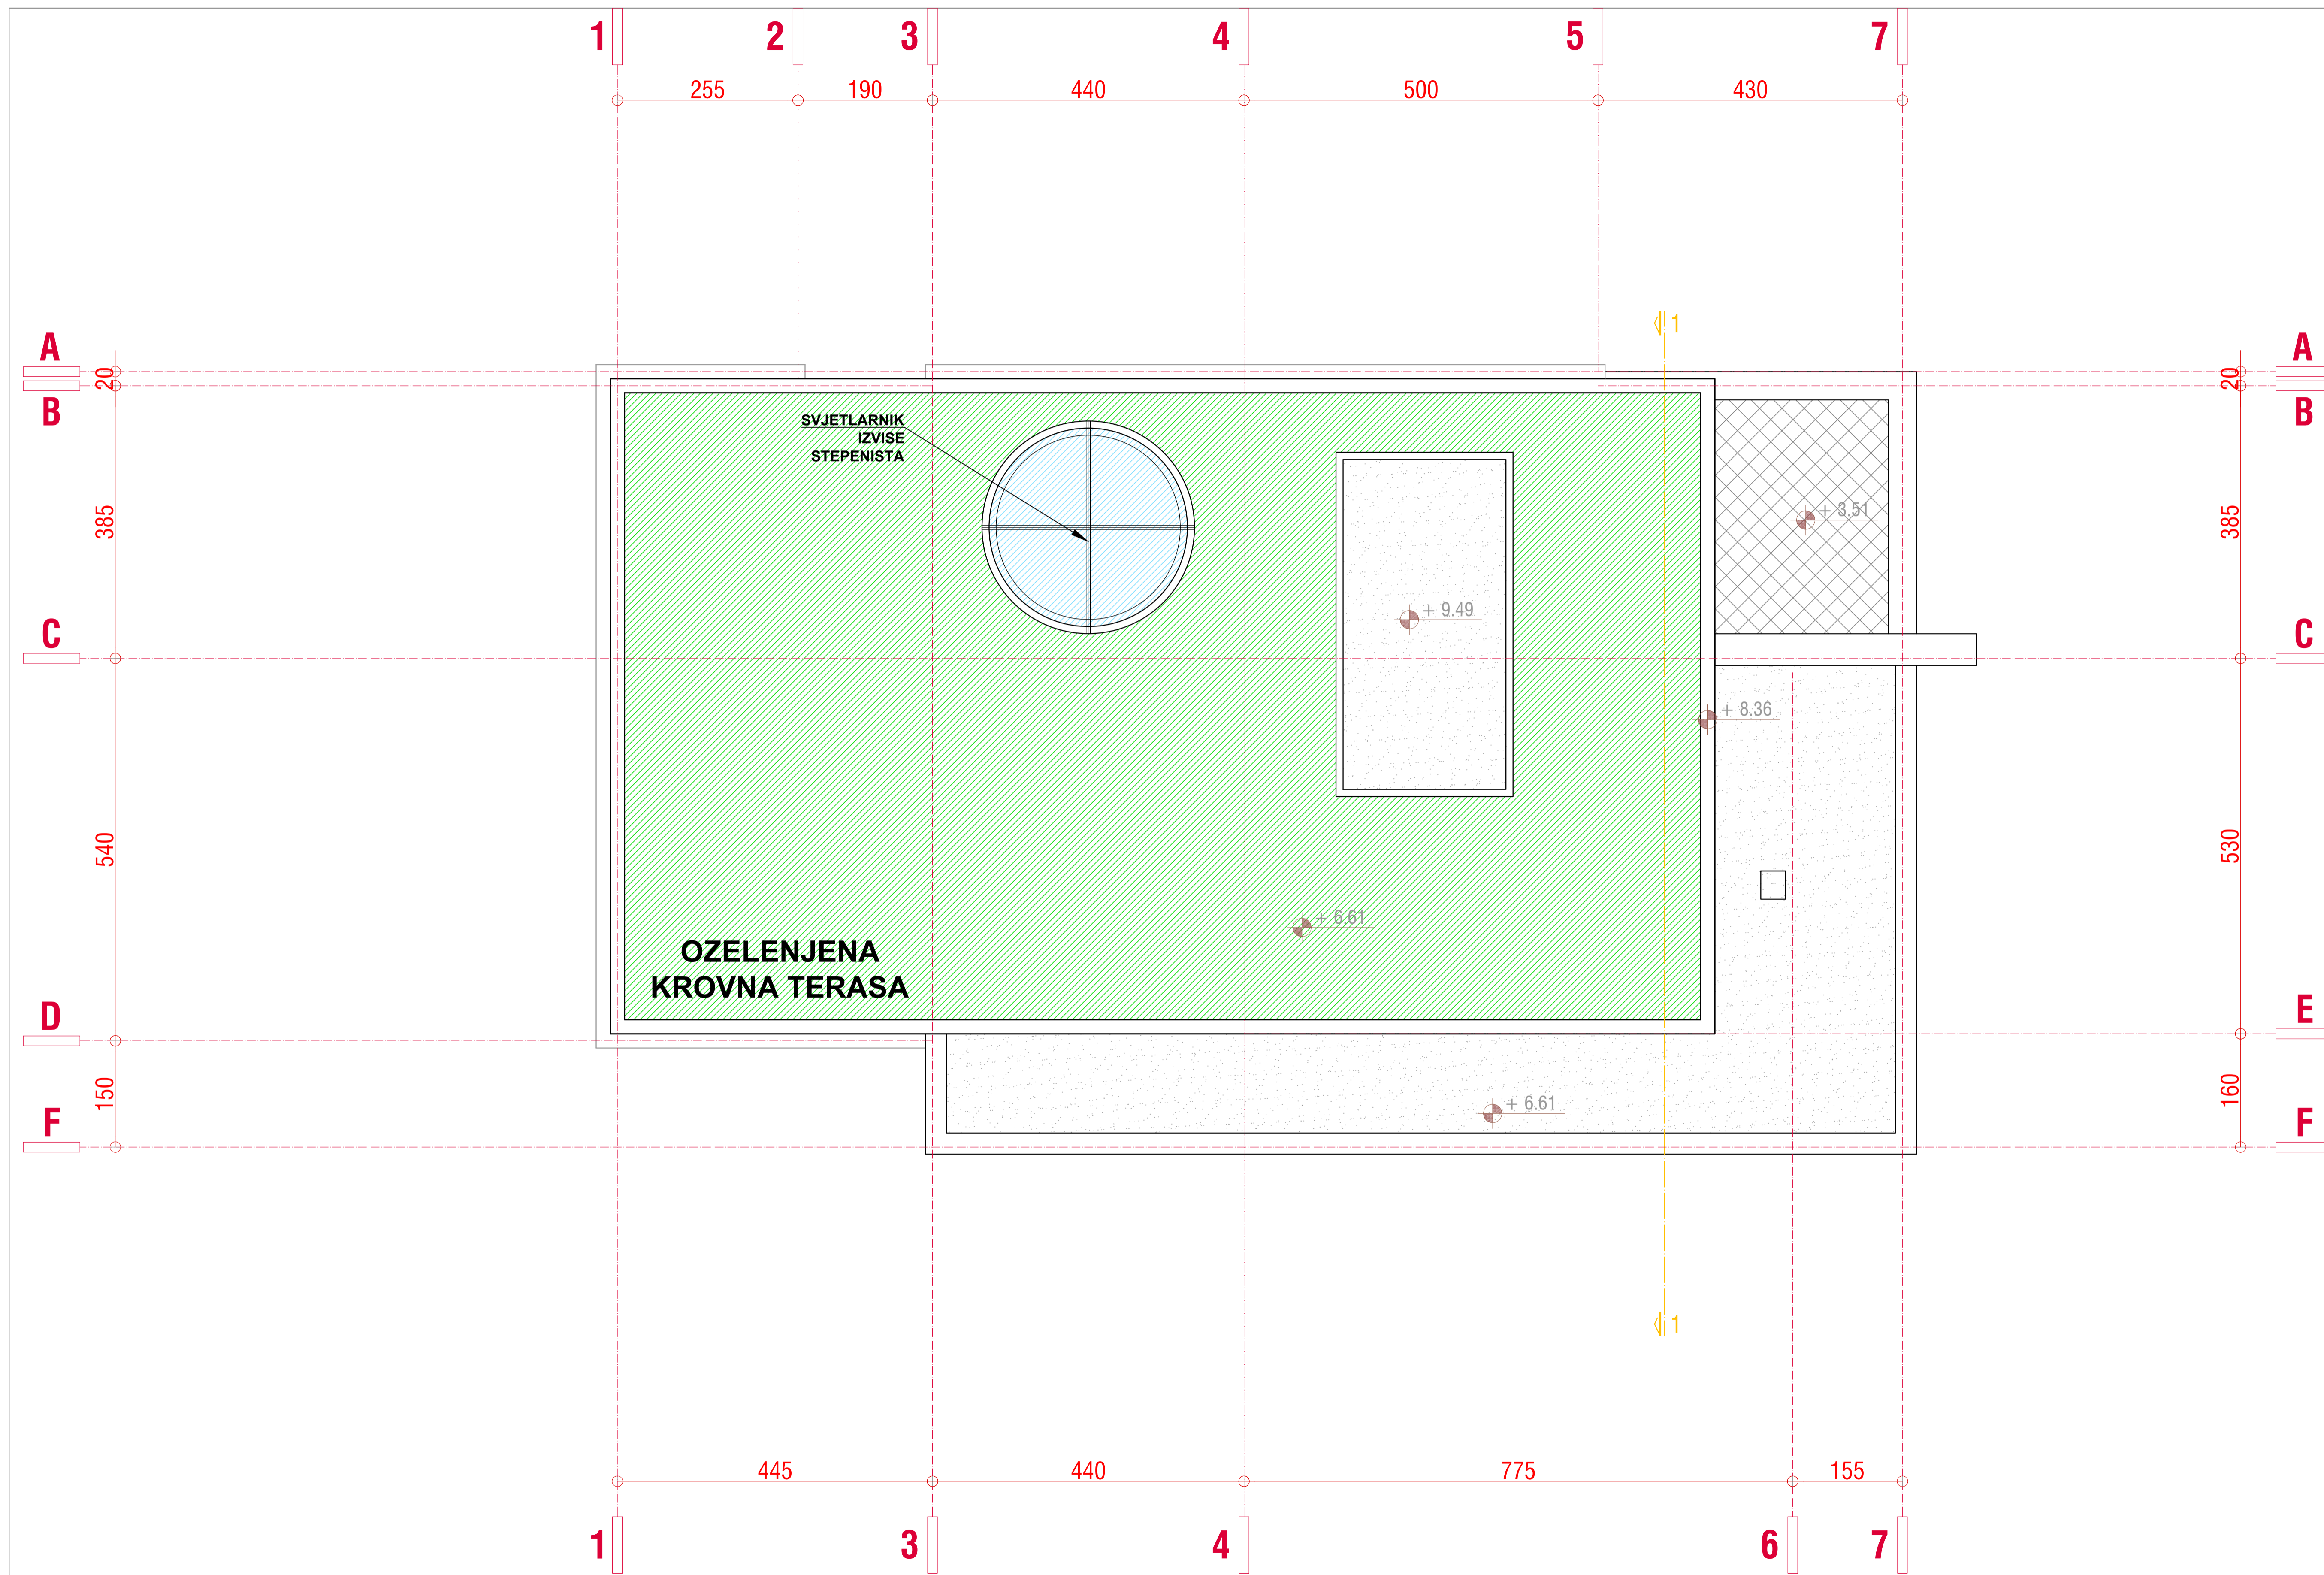 1 2 3 4 5 7
255 190 440 500 430
1
A A
20 20
B B
SVJETLARNIK
IZVISE
STEPENISTA
385 + 3.51 385
+ 9.49
C C
+ 8.36
540 530
+ 6.61
OZELENJENA
KROVNA TERASA
D E
150 + 6.61 160
F F
1
445 440 775 155
1 3 4 6 7